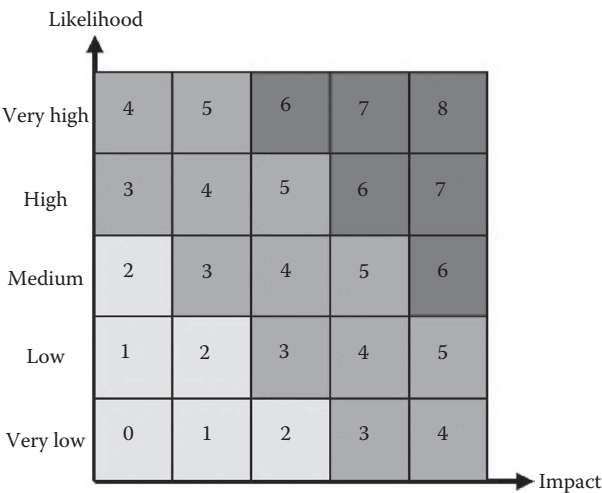 Likelihood
Very high 4 5 6 7 8
High 3 4 5 6 7
Medium 2 3 4 5 6
Low 1 2 3 4 5
Very low 0 1 2 3 4
Impact